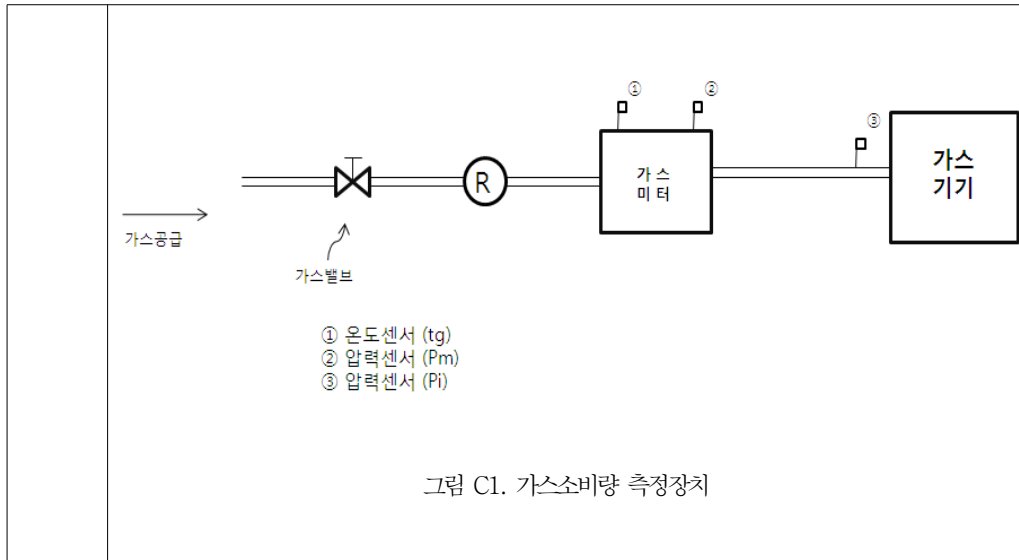 ①
②
③
R
가 스
미 터
가스
기기
가스공급
가스밸브
① 온도센서 (tg)
② 압력센서 (Pm)
③ 압력센서 (Pi)
그림 C1. 가스소비량 측정장치